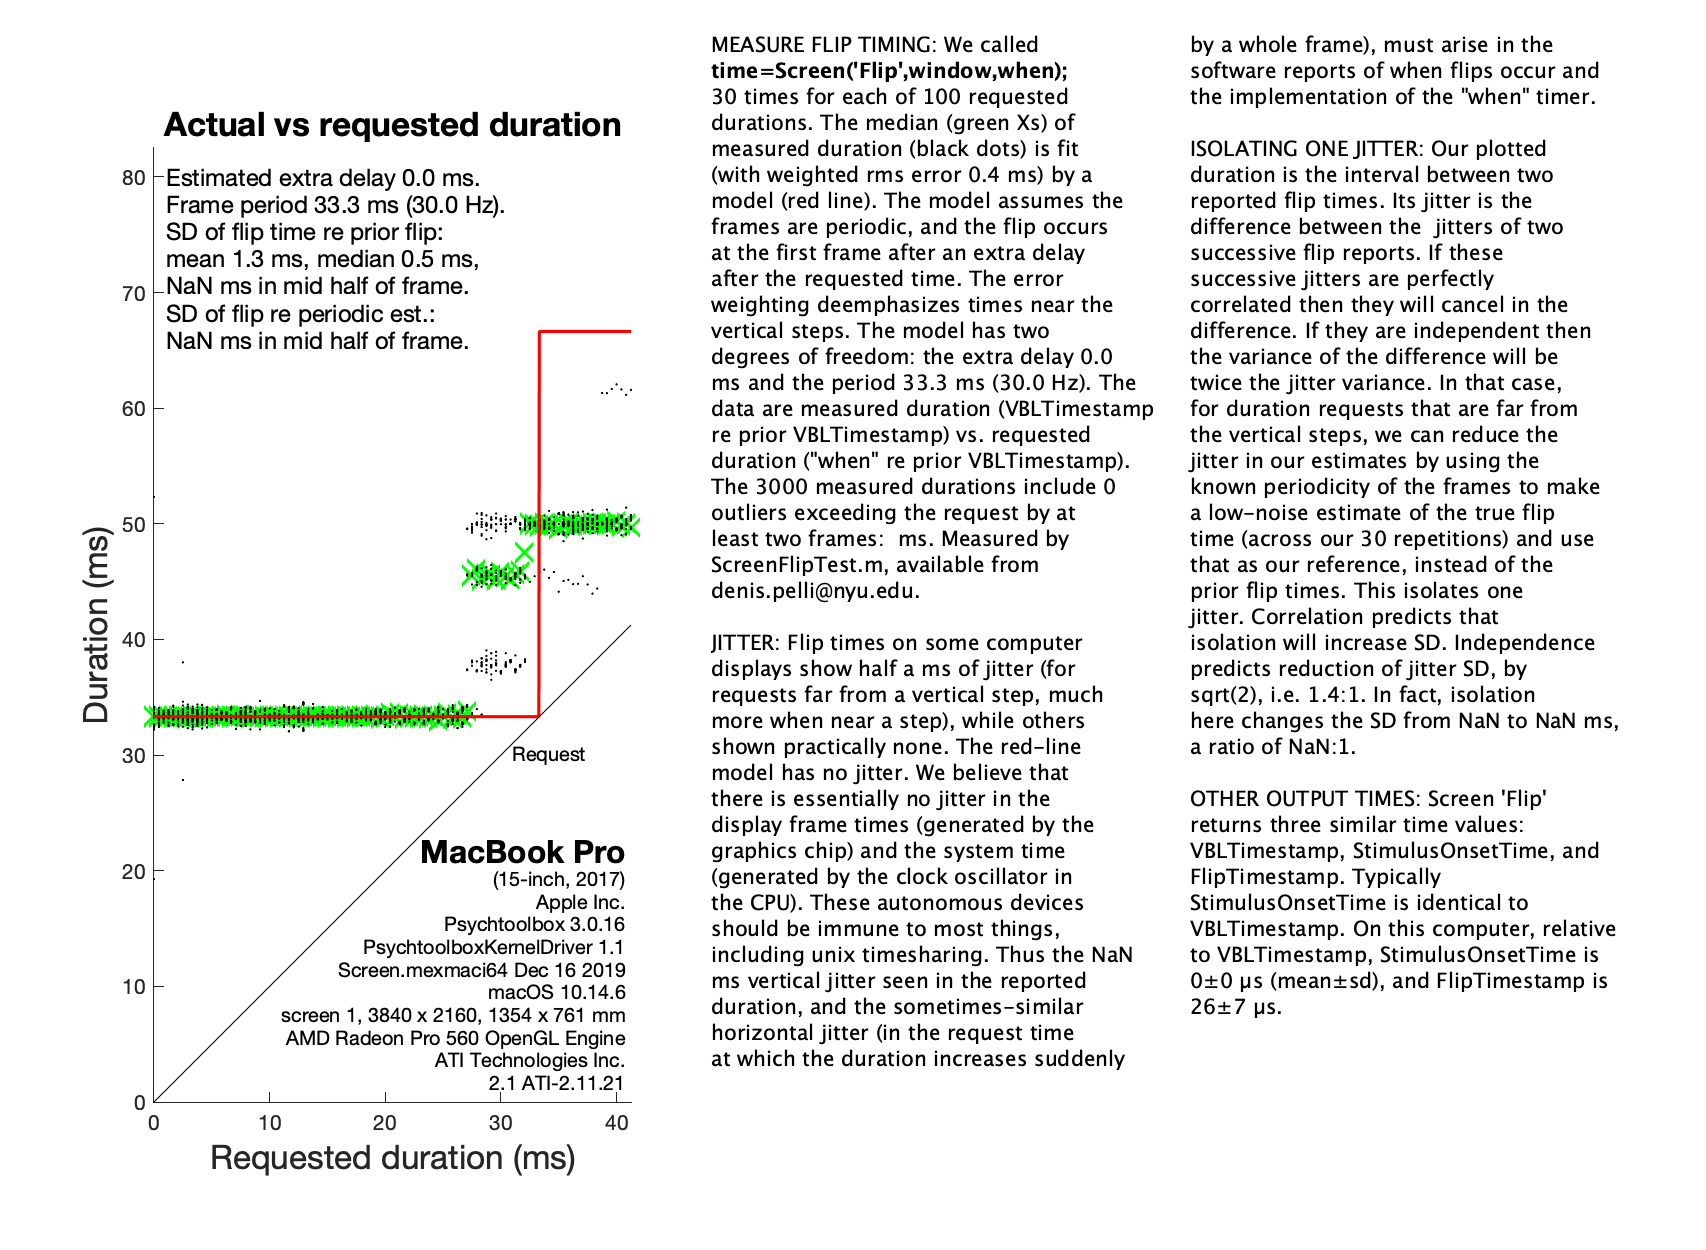 Actual vs requested duration
Estimated extra delay 0.0 ms.
Frame period 33.3 ms (30.0 Hz).
SD of flip time re prior flip:
mean 1.3 ms, median 0.5 ms,
NaN ms in mid half of frame.
SD of flip re periodic est.:
NaN ms in mid half of frame.
80
70
60
50
40
30
20
10
0
Duration (ms)
Request
MacBook Pro
(15-inch, 2017)
Apple Inc.
Psychtoolbox 3.0.16
PsychtoolboxKernelDriver 1.1
Screen.mexmaci64 Dec 16 2019
macOS 10.14.6
screen 1, 3840 x 2160, 1354 x 761 mm
AMD Radeon Pro 560 OpenGL Engine
ATI Technologies Inc.
2.1 ATI-2.11.21
0 10 20 30 40
Requested duration (ms)
MEASURE FLIP TIMING: We called
time=Screen('Flip',window,when);
30 times for each of 100 requested
durations. The median (green Xs) of
measured duration (black dots) is fit
(with weighted rms error 0.4 ms) by a
model (red line). The model assumes the
frames are periodic, and the flip occurs
at the first frame after an extra delay
after the requested time. The error
weighting deemphasizes times near the
vertical steps. The model has two
degrees of freedom: the extra delay 0.0
ms and the period 33.3 ms (30.0 Hz). The
data are measured duration (VBLTimestamp
re prior VBLTimestamp) vs. requested
duration ("when" re prior VBLTimestamp).
The 3000 measured durations include 0
outliers exceeding the request by at
least two frames:  ms. Measured by
ScreenFlipTest.m, available from
denis.pelli@nyu.edu.
JITTER: Flip times on some computer
displays show half a ms of jitter (for
requests far from a vertical step, much
more when near a step), while others
shown practically none. The red-line
model has no jitter. We believe that
there is essentially no jitter in the
display frame times (generated by the
graphics chip) and the system time
(generated by the clock oscillator in
the CPU). These autonomous devices
should be immune to most things,
including unix timesharing. Thus the NaN
ms vertical jitter seen in the reported
duration, and the sometimes-similar
horizontal jitter (in the request time
at which the duration increases suddenly
by a whole frame), must arise in the
software reports of when flips occur and
the implementation of the "when" timer.
ISOLATING ONE JITTER: Our plotted
duration is the interval between two
reported flip times. Its jitter is the
difference between the  jitters of two
successive flip reports. If these
successive jitters are perfectly
correlated then they will cancel in the
difference. If they are independent then
the variance of the difference will be
twice the jitter variance. In that case,
for duration requests that are far from
the vertical steps, we can reduce the
jitter in our estimates by using the
known periodicity of the frames to make
a low-noise estimate of the true flip
time (across our 30 repetitions) and use
that as our reference, instead of the
prior flip times. This isolates one
jitter. Correlation predicts that
isolation will increase SD. Independence
predicts reduction of jitter SD, by
sqrt(2), i.e. 1.4:1. In fact, isolation
here changes the SD from NaN to NaN ms,
a ratio of NaN:1.
OTHER OUTPUT TIMES: Screen 'Flip'
returns three similar time values:
VBLTimestamp, StimulusOnsetTime, and
FlipTimestamp. Typically
StimulusOnsetTime is identical to
VBLTimestamp. On this computer, relative
to VBLTimestamp, StimulusOnsetTime is
0±0 µs (mean±sd), and FlipTimestamp is
26±7 µs.